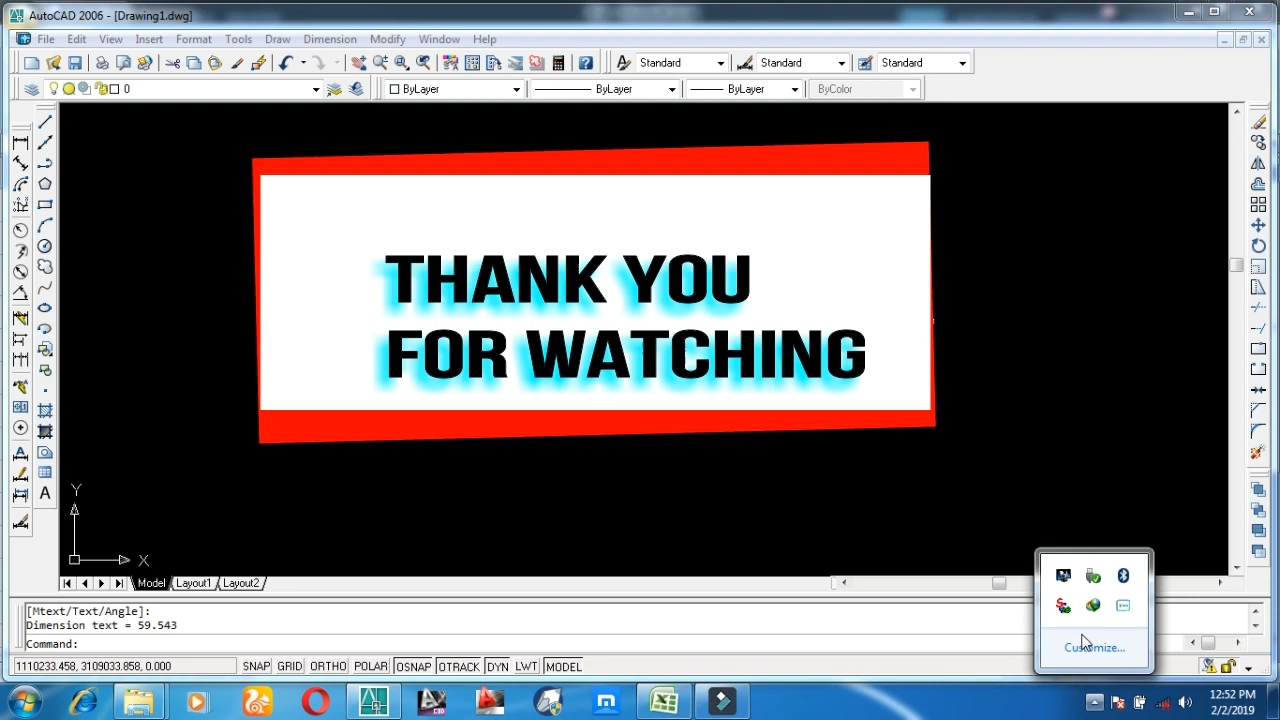 AutoCAD 2006 - [Drawing1.dwg]
File Edit View Insert Format Tools Draw Dimension Modify Window Help
Standard Standard Standard
0 ByLayer ByLayer ByLayer ByColor
THANK YOU
FOR WATCHING
Y
X
Model Layout1 Layout2
[Mtext/Text/Angle]:
Dimension text = 59.543
Command:
Customize...
1110233.458, 3109033.858, 0.000 SNAP GRID ORTHO POLAR OSNAP OTRACK DYN LWT MODEL
12:52 PM
2/2/2019